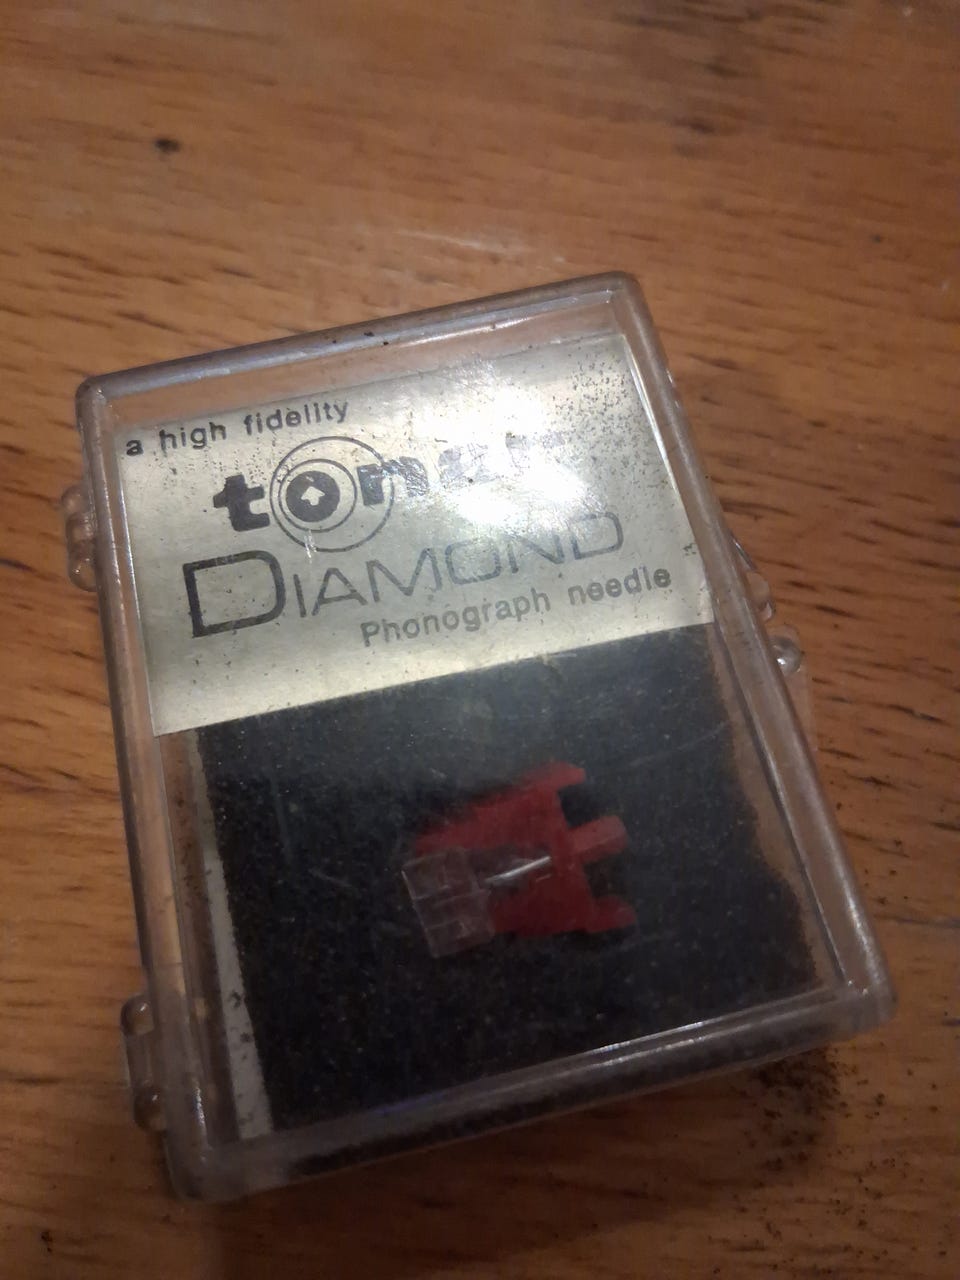 a high fidelity
DIAMOND
Phonograph needle